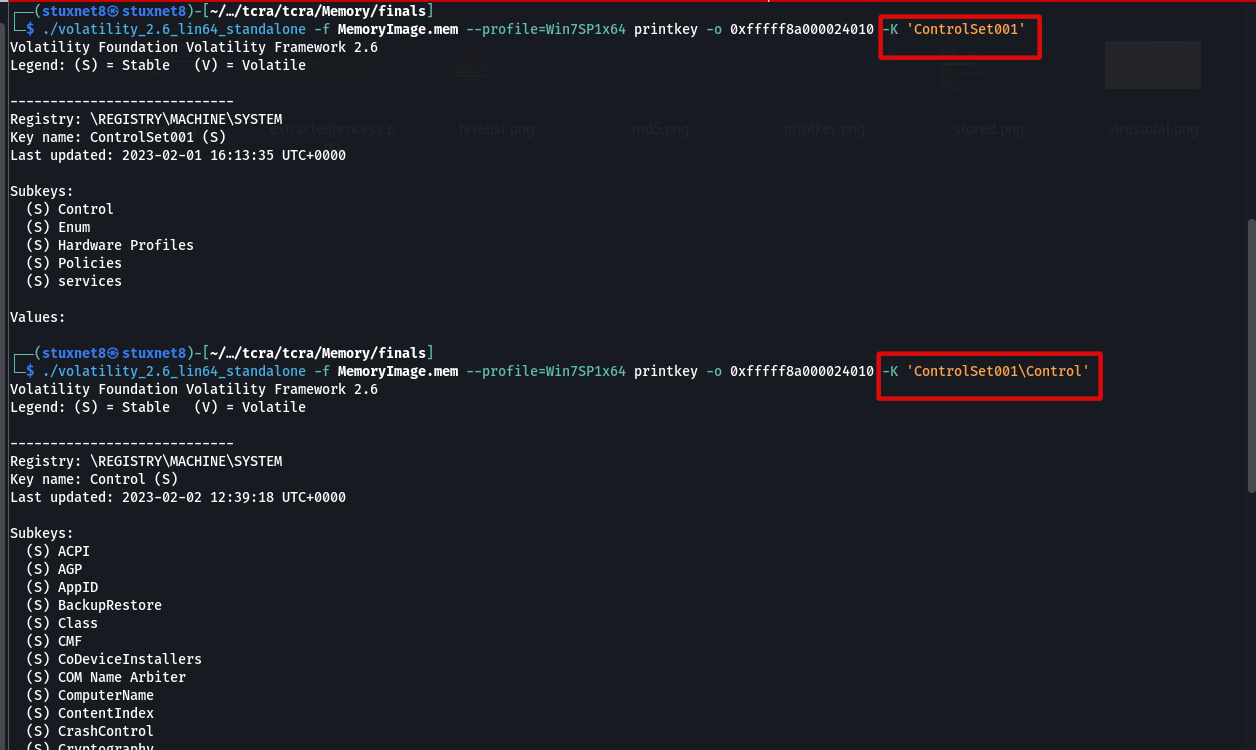 ┌──(stuxnet8㉿stuxnet8)-[~/…/tcra/tcra/Memory/finals]
└─$ ./volatility_2.6_lin64_standalone -f MemoryImage.mem --profile=Win7SP1x64 printkey -o 0xfffff8a000024010 -K 'ControlSet001'
Volatility Foundation Volatility Framework 2.6
Legend: (S) = Stable   (V) = Volatile
----------------------------
Registry: \REGISTRY\MACHINE\SYSTEM
extractedprocess.p hivelist.png md5.png printkey.png stored.png virustotal.png
Key name: ControlSet001 (S)
Last updated: 2023-02-01 16:13:35 UTC+0000
Subkeys:
  (S) Control
  (S) Enum
  (S) Hardware Profiles
  (S) Policies
  (S) services
Values:
┌──(stuxnet8㉿stuxnet8)-[~/…/tcra/tcra/Memory/finals]
└─$ ./volatility_2.6_lin64_standalone -f MemoryImage.mem --profile=Win7SP1x64 printkey -o 0xfffff8a000024010 -K 'ControlSet001\Control'
Volatility Foundation Volatility Framework 2.6
Legend: (S) = Stable   (V) = Volatile
----------------------------
Registry: \REGISTRY\MACHINE\SYSTEM
Key name: Control (S)
Last updated: 2023-02-02 12:39:18 UTC+0000
Subkeys:
  (S) ACPI
  (S) AGP
  (S) AppID
  (S) BackupRestore
  (S) Class
  (S) CMF
  (S) CoDeviceInstallers
  (S) COM Name Arbiter
  (S) ComputerName
  (S) ContentIndex
  (S) CrashControl
  (S) Cryptography